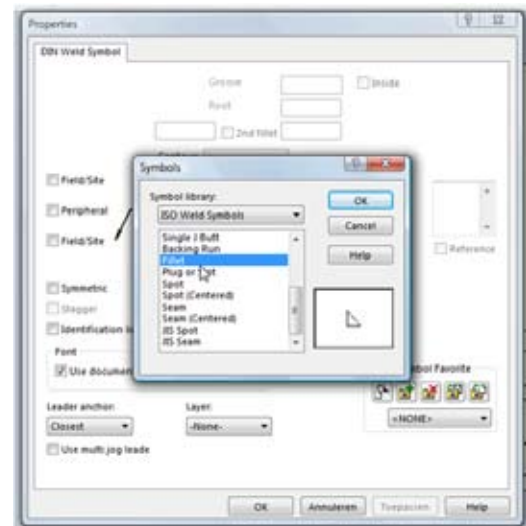 Properties
DIN Weld Symbol
Groove
Inside
Root
2nd fillet
Field/Site
Peripheral
Field/Site
Reference
Symmetric
Stagger
Identification
Font
Use document
Leader anchor:
Layer:
Closest
-None-
<NONE>
Use multi jog leade
Symbols
Symbol library:
ISO Weld Symbols
OK
Cancel
Help
Single J Butt
Backing Run
Fillet
Plug or
Spot
Spot (Centered)
Seam
Seam (Centered)
JIS Spot
JIS Seam
Favorite
OK
Annuleren
Toepassen
Help